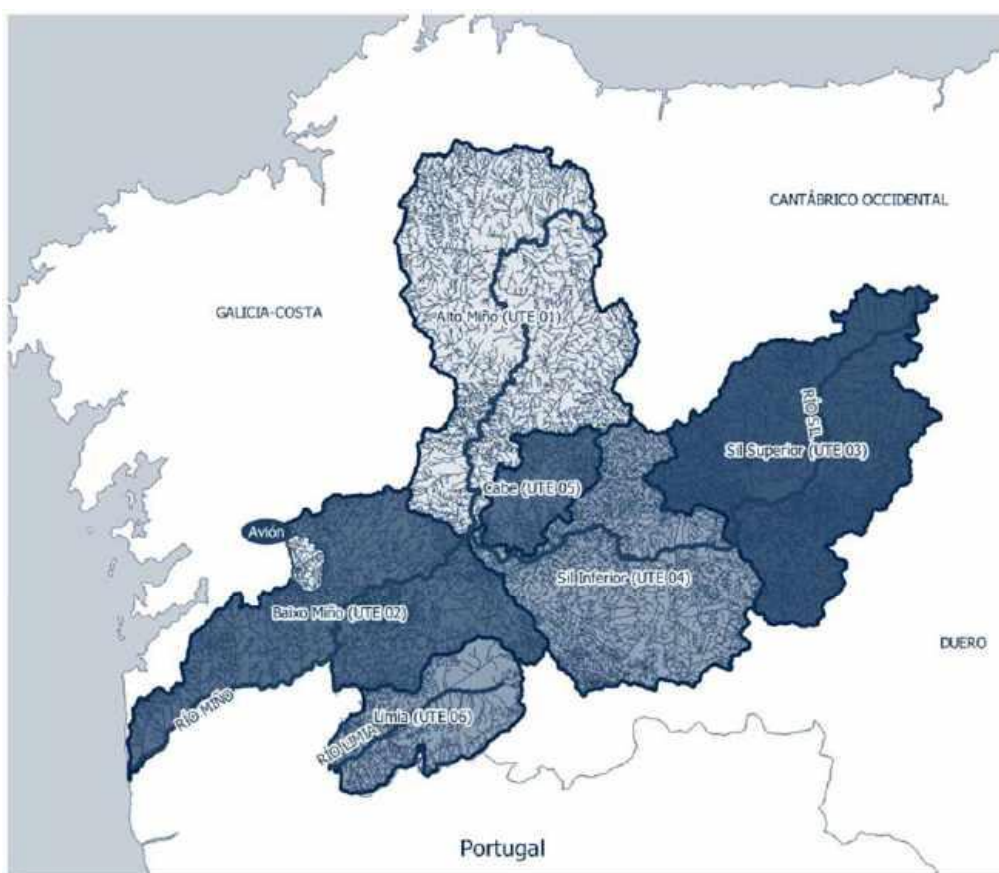 CANTÁBRICO OCCIDENTAL
GALICIA-COSTA
Alto Miño (UTE 01)
RÍO SIL
Sil Superior (UTE 03)
Cabe (UTE 05)
Avión
Sil Inferior (UTE 04)
Baixo Miño (UTE 02)
DUERO
RÍO MIÑO
Limia (UTE 06)
RÍO LIMIA
Portugal